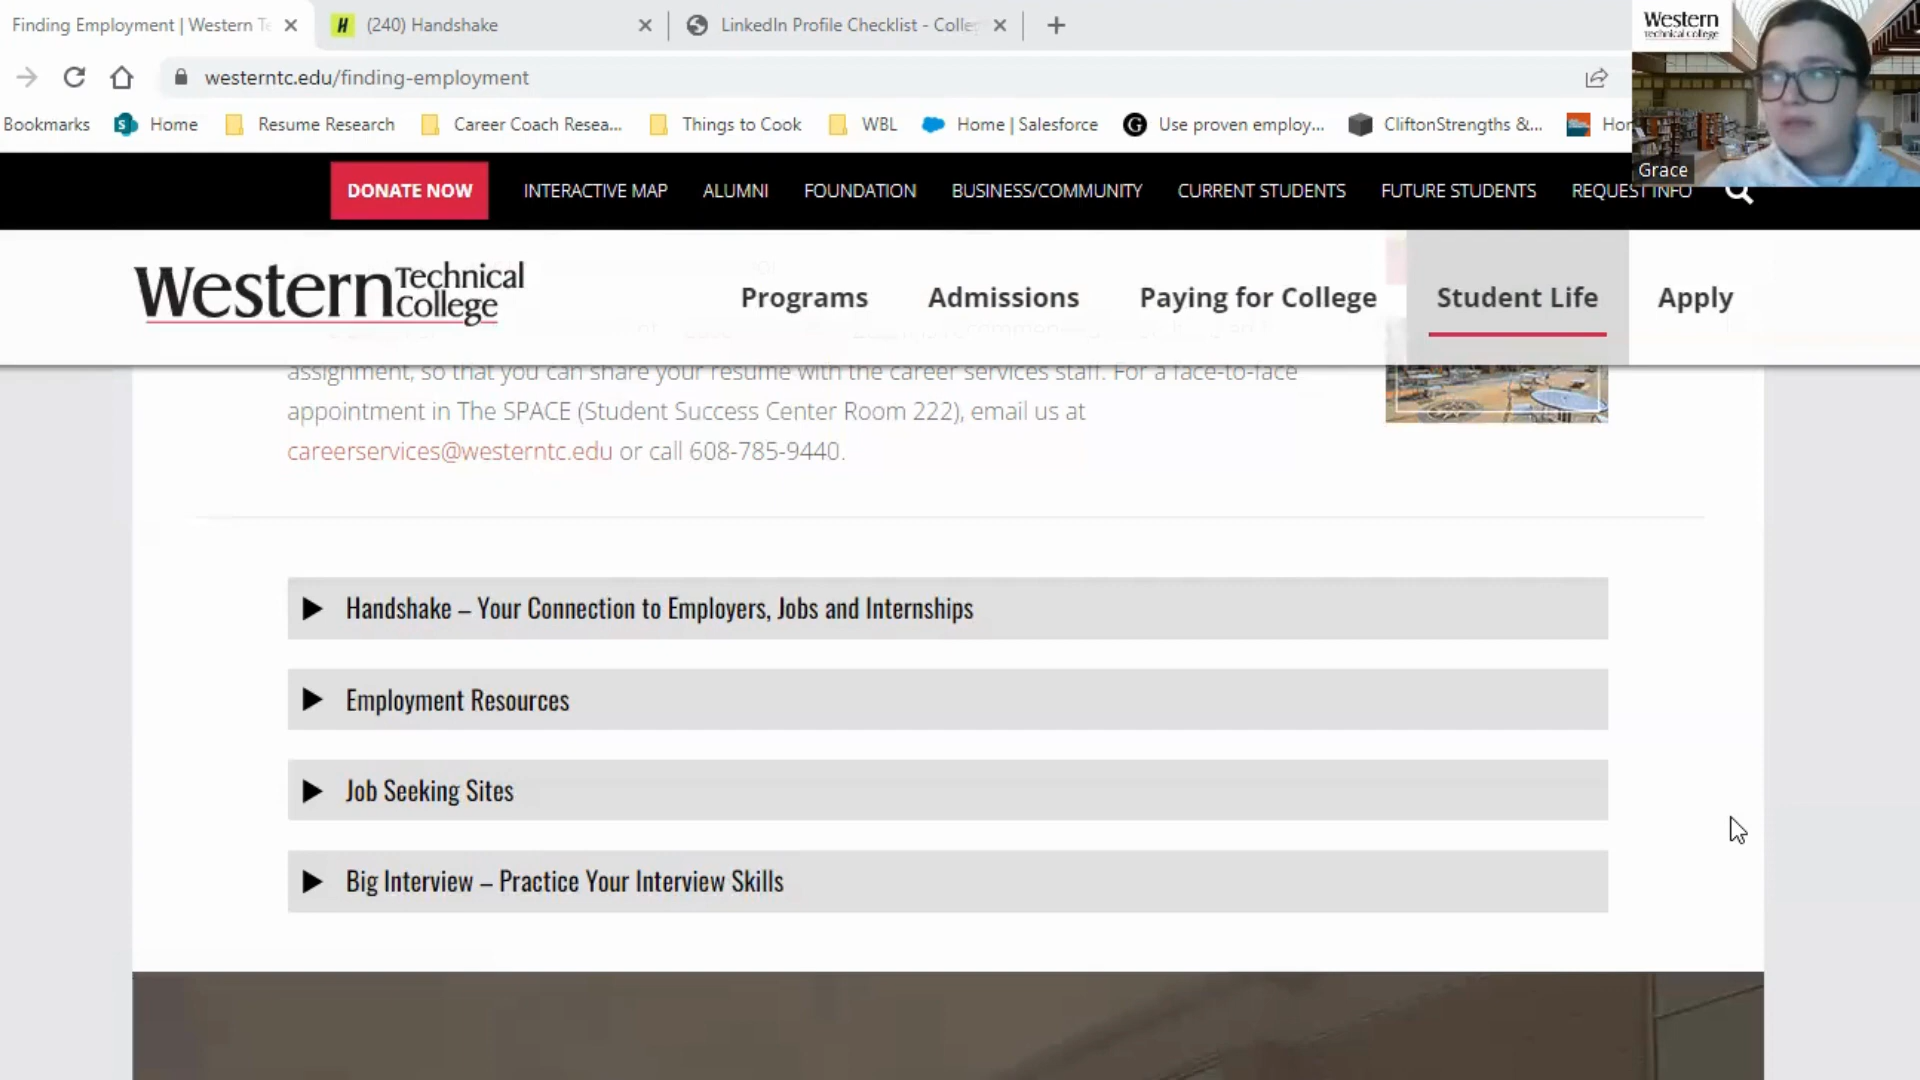 Finding Employment | Western Te
(240) Handshake
LinkedIn Profile Checklist - Colle
westerntc.edu/finding-employment
Bookmarks
Home
Resume Research
Career Coach Resea...
Things to Cook
WBL
Home | Salesforce
Use proven employ...
CliftonStrengths &...
Hor
Western
Technical College
Grace
DONATE NOW
INTERACTIVE MAP
ALUMNI
FOUNDATION
BUSINESS/COMMUNITY
CURRENT STUDENTS
FUTURE STUDENTS
REQUEST INFO
Western Technical College
Programs
Admissions
Paying for College
Student Life
Apply
assignment, so that you can share your resume with the career services staff. For a face-to-face
appointment in The SPACE (Student Success Center Room 222), email us at
careerservices@westerntc.edu or call 608-785-9440.
Handshake – Your Connection to Employers, Jobs and Internships
Employment Resources
Job Seeking Sites
Big Interview – Practice Your Interview Skills